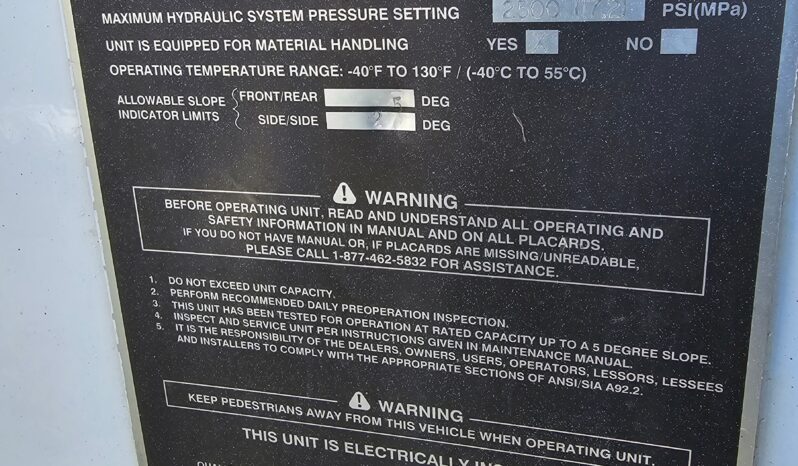 MAXIMUM HYDRAULIC SYSTEM PRESSURE SETTING 2500 PSI(MPa)
UNIT IS EQUIPPED FOR MATERIAL HANDLING YES NO
OPERATING TEMPERATURE RANGE: -40°F TO 130°F / (-40°C TO 55°C)
ALLOWABLE SLOPE INDICATOR LIMITS
FRONT/REAR 5 DEG
SIDE/SIDE 2 DEG
WARNING
BEFORE OPERATING UNIT, READ AND UNDERSTAND ALL OPERATING AND
SAFETY INFORMATION IN MANUAL AND ON ALL PLACARDS.
IF YOU DO NOT HAVE MANUAL OR, IF PLACARDS ARE MISSING/UNREADABLE,
PLEASE CALL 1-877-462-5832 FOR ASSISTANCE.
1. DO NOT EXCEED UNIT CAPACITY.
2. PERFORM RECOMMENDED DAILY PREOPERATION INSPECTION.
3. THIS UNIT HAS BEEN TESTED FOR OPERATION AT RATED CAPACITY UP TO A 5 DEGREE SLOPE.
4. INSPECT AND SERVICE UNIT PER INSTRUCTIONS GIVEN IN MAINTENANCE MANUAL.
5. IT IS THE RESPONSIBILITY OF THE DEALERS, OWNERS, USERS, OPERATORS, LESSORS, LESSEES
AND INSTALLERS TO COMPLY WITH THE APPROPRIATE SECTIONS OF ANSI/SIA A92.2.
WARNING
KEEP PEDESTRIANS AWAY FROM THIS VEHICLE WHEN OPERATING UNIT.
THIS UNIT IS ELECTRICALLY